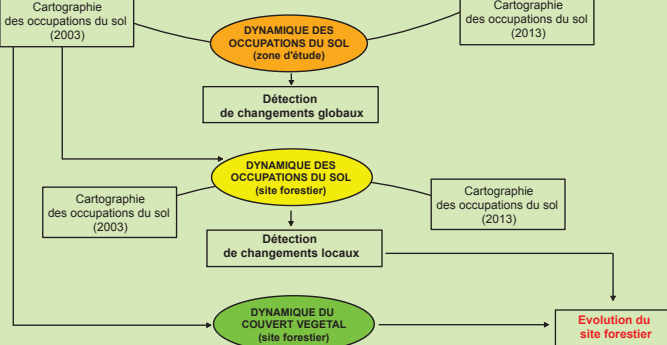 Cartographie
des occupations du sol
(2003)
Cartographie
des occupations du sol
(2013)
DYNAMIQUE DES
OCCUPATIONS DU SOL
(zone d'étude)
Détection
de changements globaux
DYNAMIQUE DES
OCCUPATIONS DU SOL
(site forestier)
Cartographie
des occupations du sol
(2003)
Cartographie
des occupations du sol
(2013)
Détection
de changements locaux
DYNAMIQUE DU
COUVERT VEGETAL
(site forestier)
Evolution du
site forestier